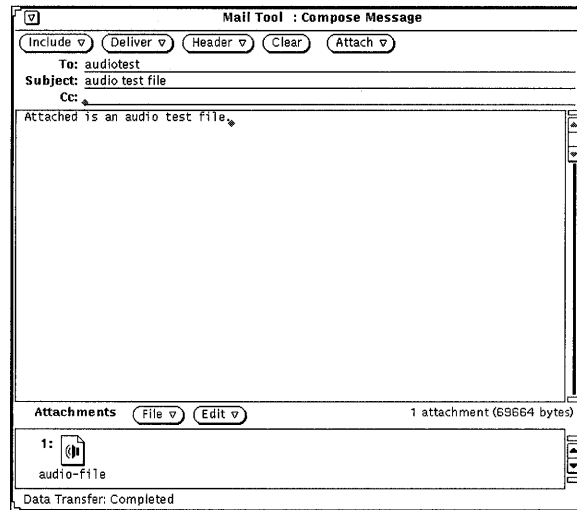 Mail Tool : Compose Message
Include Deliver Header Clear Attach
To: audiotest
Subject: audio test file
Cc:
Attached is an audio test file.
Attachments File Edit 1 attachment (69664 bytes)
1:
audio-file
Data Transfer: Completed